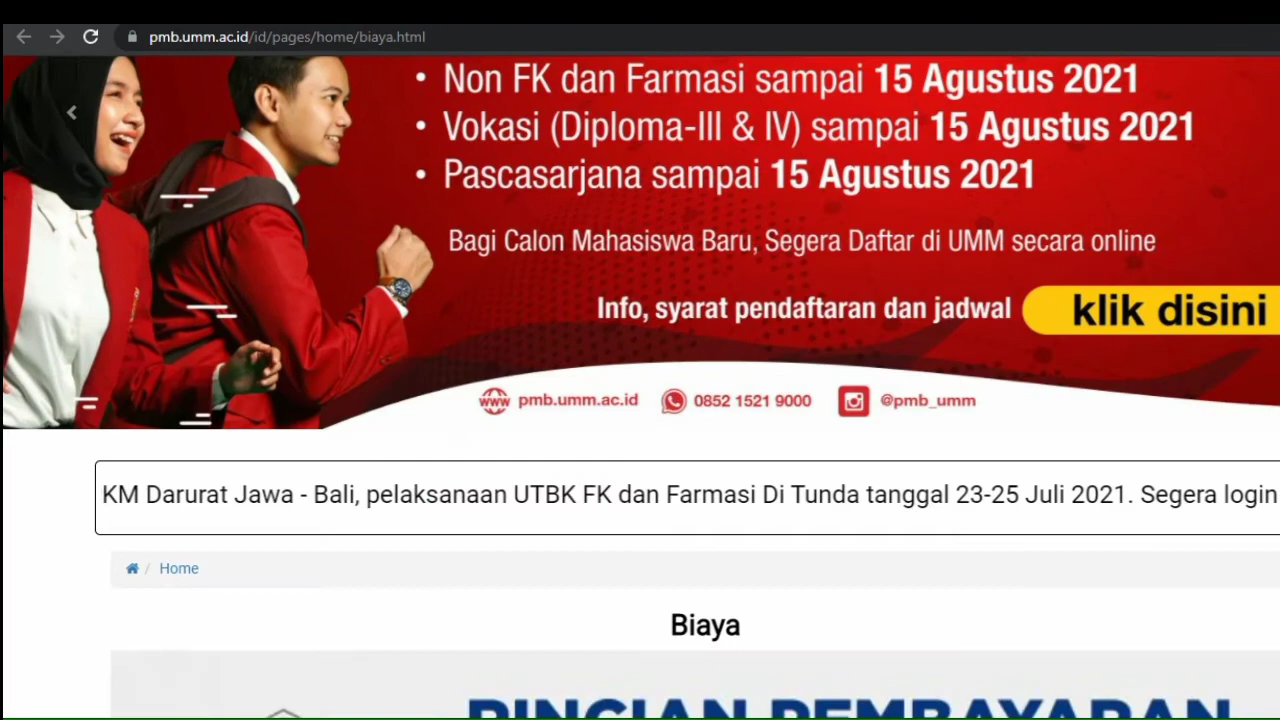 pmb.umm.ac.id/id/pages/home/biaya.html
• Non FK dan Farmasi sampai 15 Agustus 2021
• Vokasi (Diploma-III & IV) sampai 15 Agustus 2021
• Pascasarjana sampai 15 Agustus 2021
Bagi Calon Mahasiswa Baru, Segera Daftar di UMM secara online
Info, syarat pendaftaran dan jadwal klik disini
www pmb.umm.ac.id 0852 1521 9000 @pmb_umm
KM Darurat Jawa - Bali, pelaksanaan UTBK FK dan Farmasi Di Tunda tanggal 23-25 Juli 2021. Segera login
/ Home
Biaya
RINCIAN PEMBAYARAN